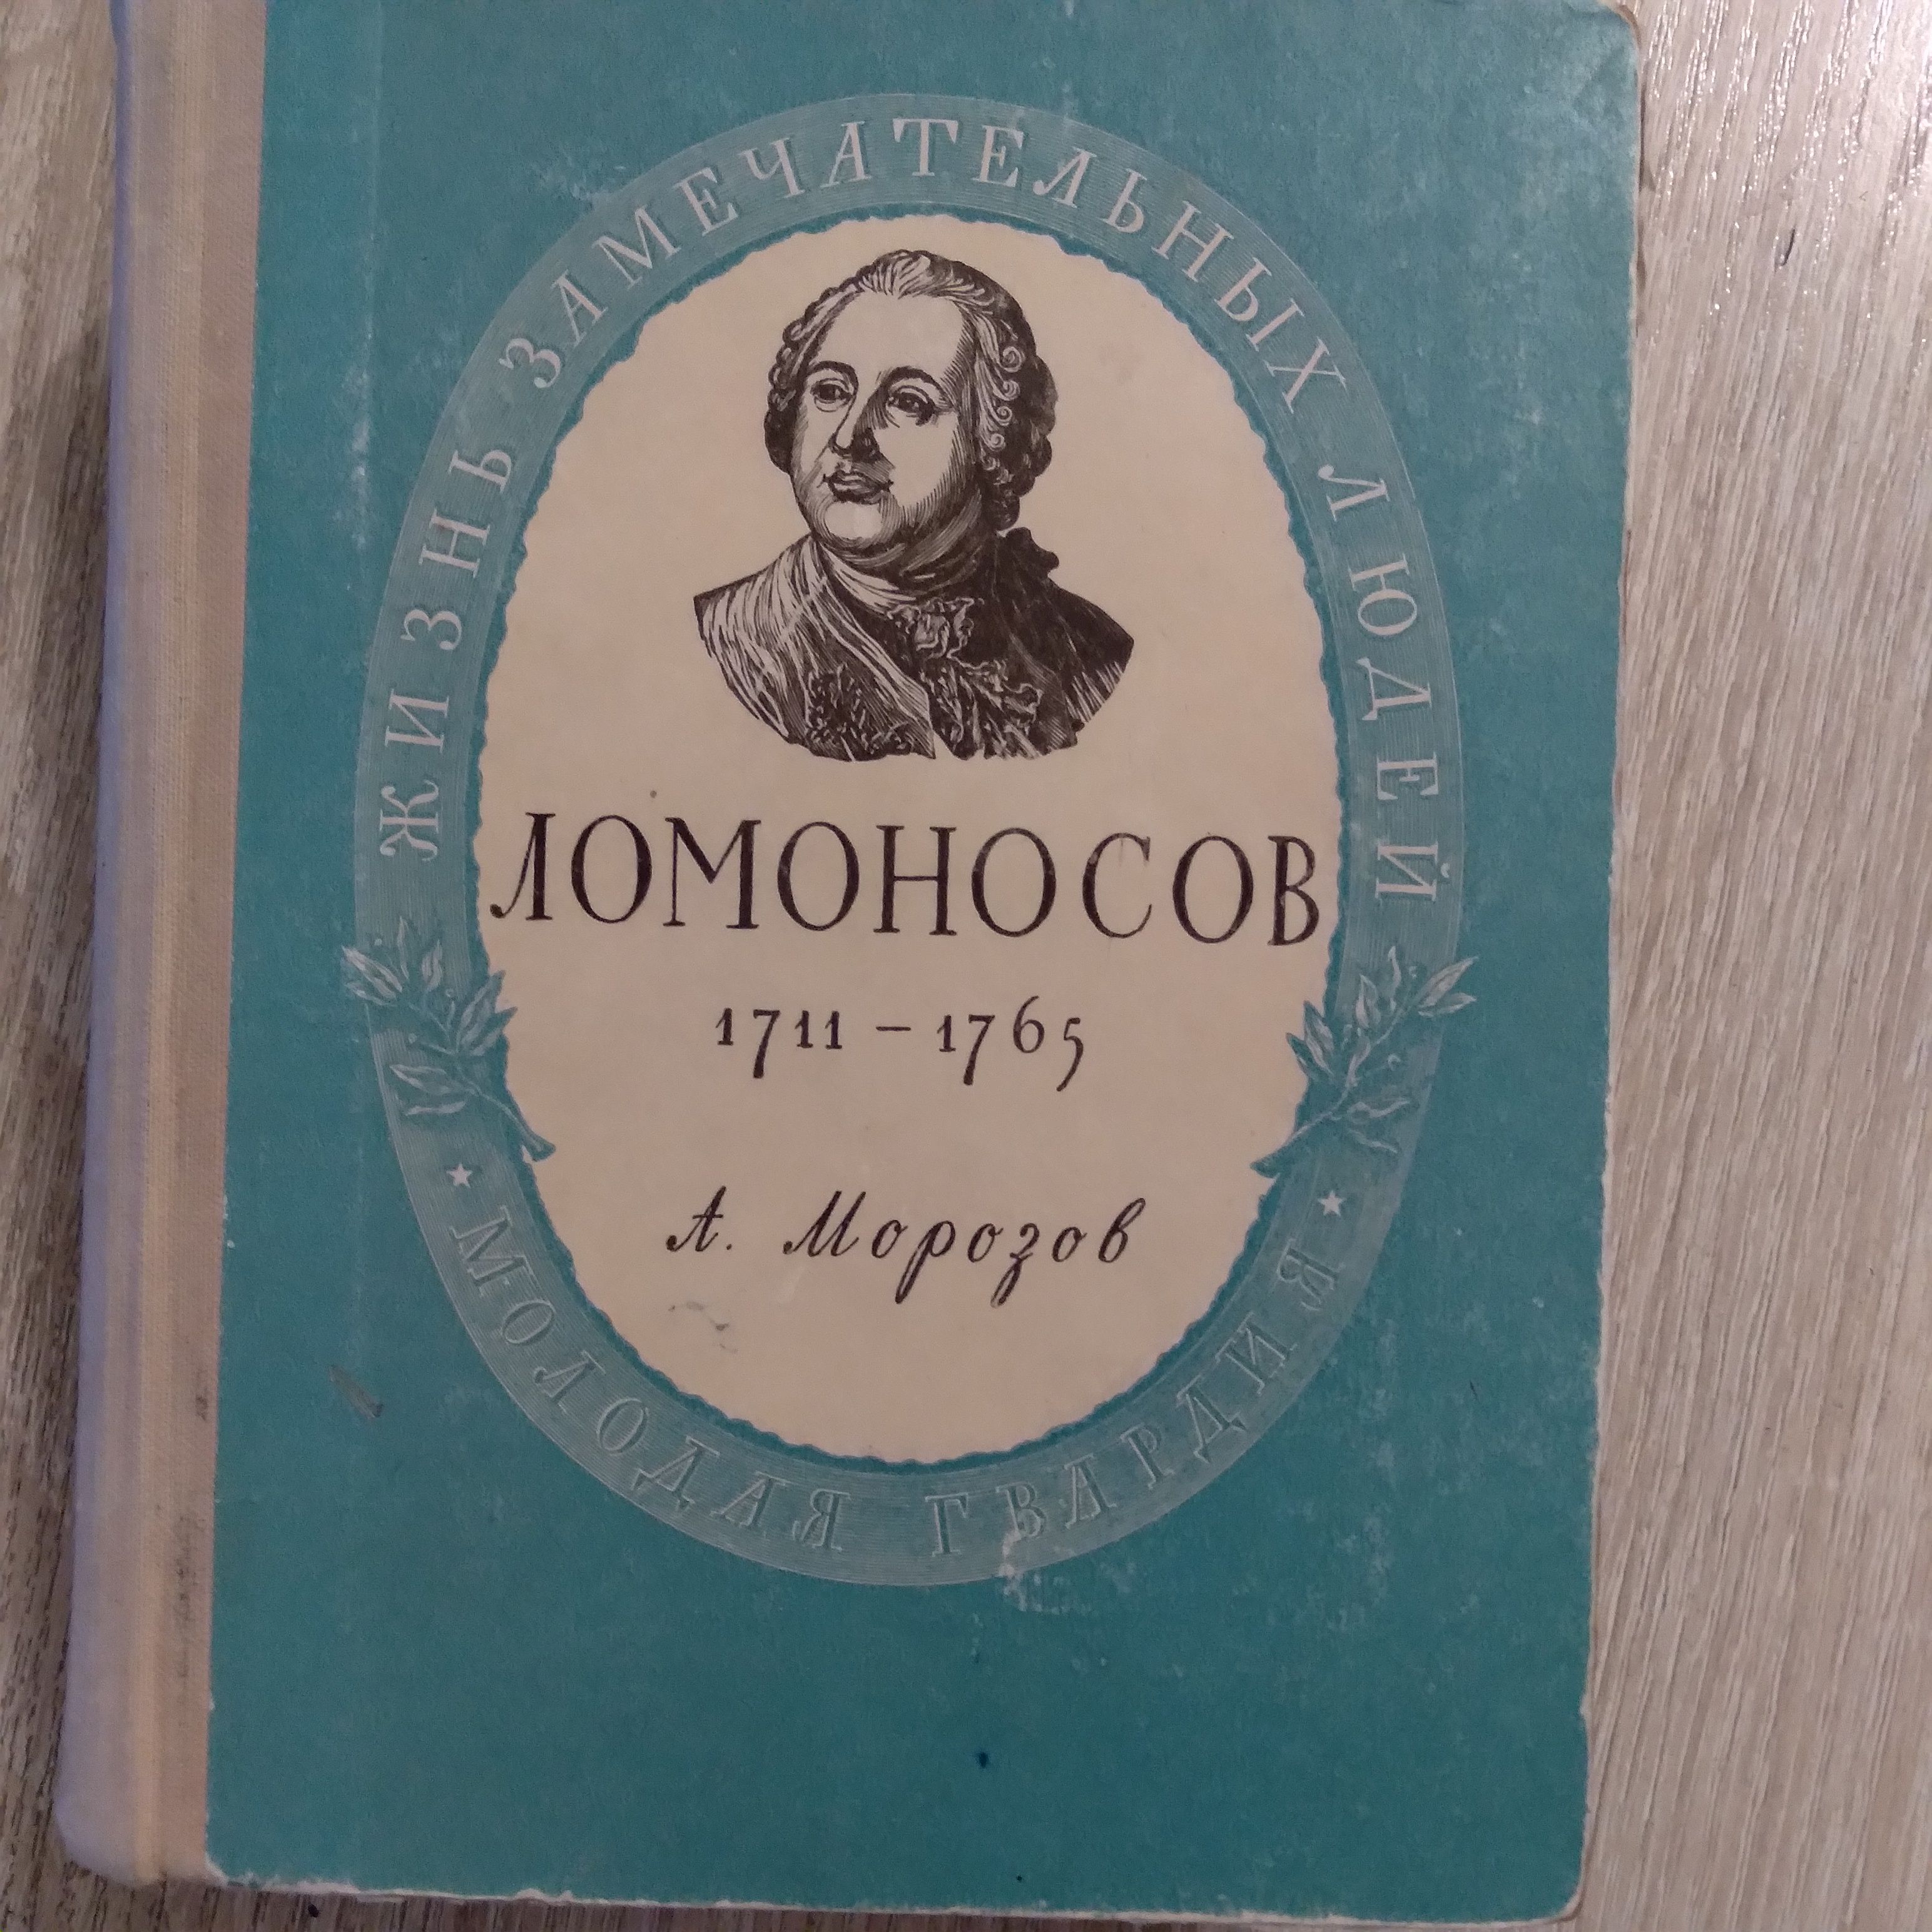 ЖИЗНЬ ЗАМЕЧАТЕЛЬНЫХ ЛЮДЕЙ
ЛОМОНОСОВ
1711 – 1765
А. Морозов
МОЛОДАЯ ГВАРДИЯ